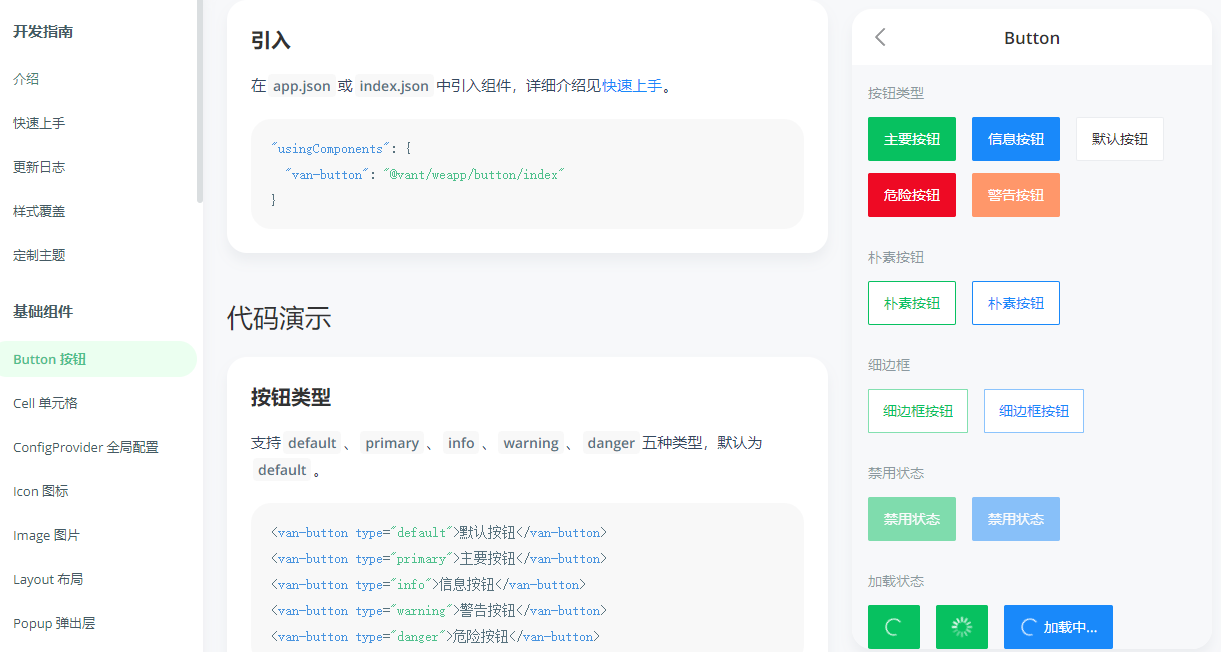 开发指南
介绍
快速上手
更新日志
样式覆盖
定制主题
基础组件
Button 按钮
Cell 单元格
ConfigProvider 全局配置
Icon 图标
Image 图片
Layout 布局
Popup 弹出层
引入
在 app.json 或 index.json 中引入组件，详细介绍见快速上手。
"usingComponents": {
"van-button": "@vant/weapp/button/index"
}
代码演示
按钮类型
支持 default 、 primary 、 info 、 warning 、 danger 五种类型，默认为
default 。
<van-button type="default">默认按钮</van-button>
<van-button type="primary">主要按钮</van-button>
<van-button type="info">信息按钮</van-button>
<van-button type="warning">警告按钮</van-button>
<van-button type="danger">危险按钮</van-button>
Button
按钮类型
主要按钮 信息按钮 默认按钮
危险按钮 警告按钮
朴素按钮
朴素按钮 朴素按钮
细边框
细边框按钮 细边框按钮
禁用状态
禁用状态 禁用状态
加载状态
加载中...